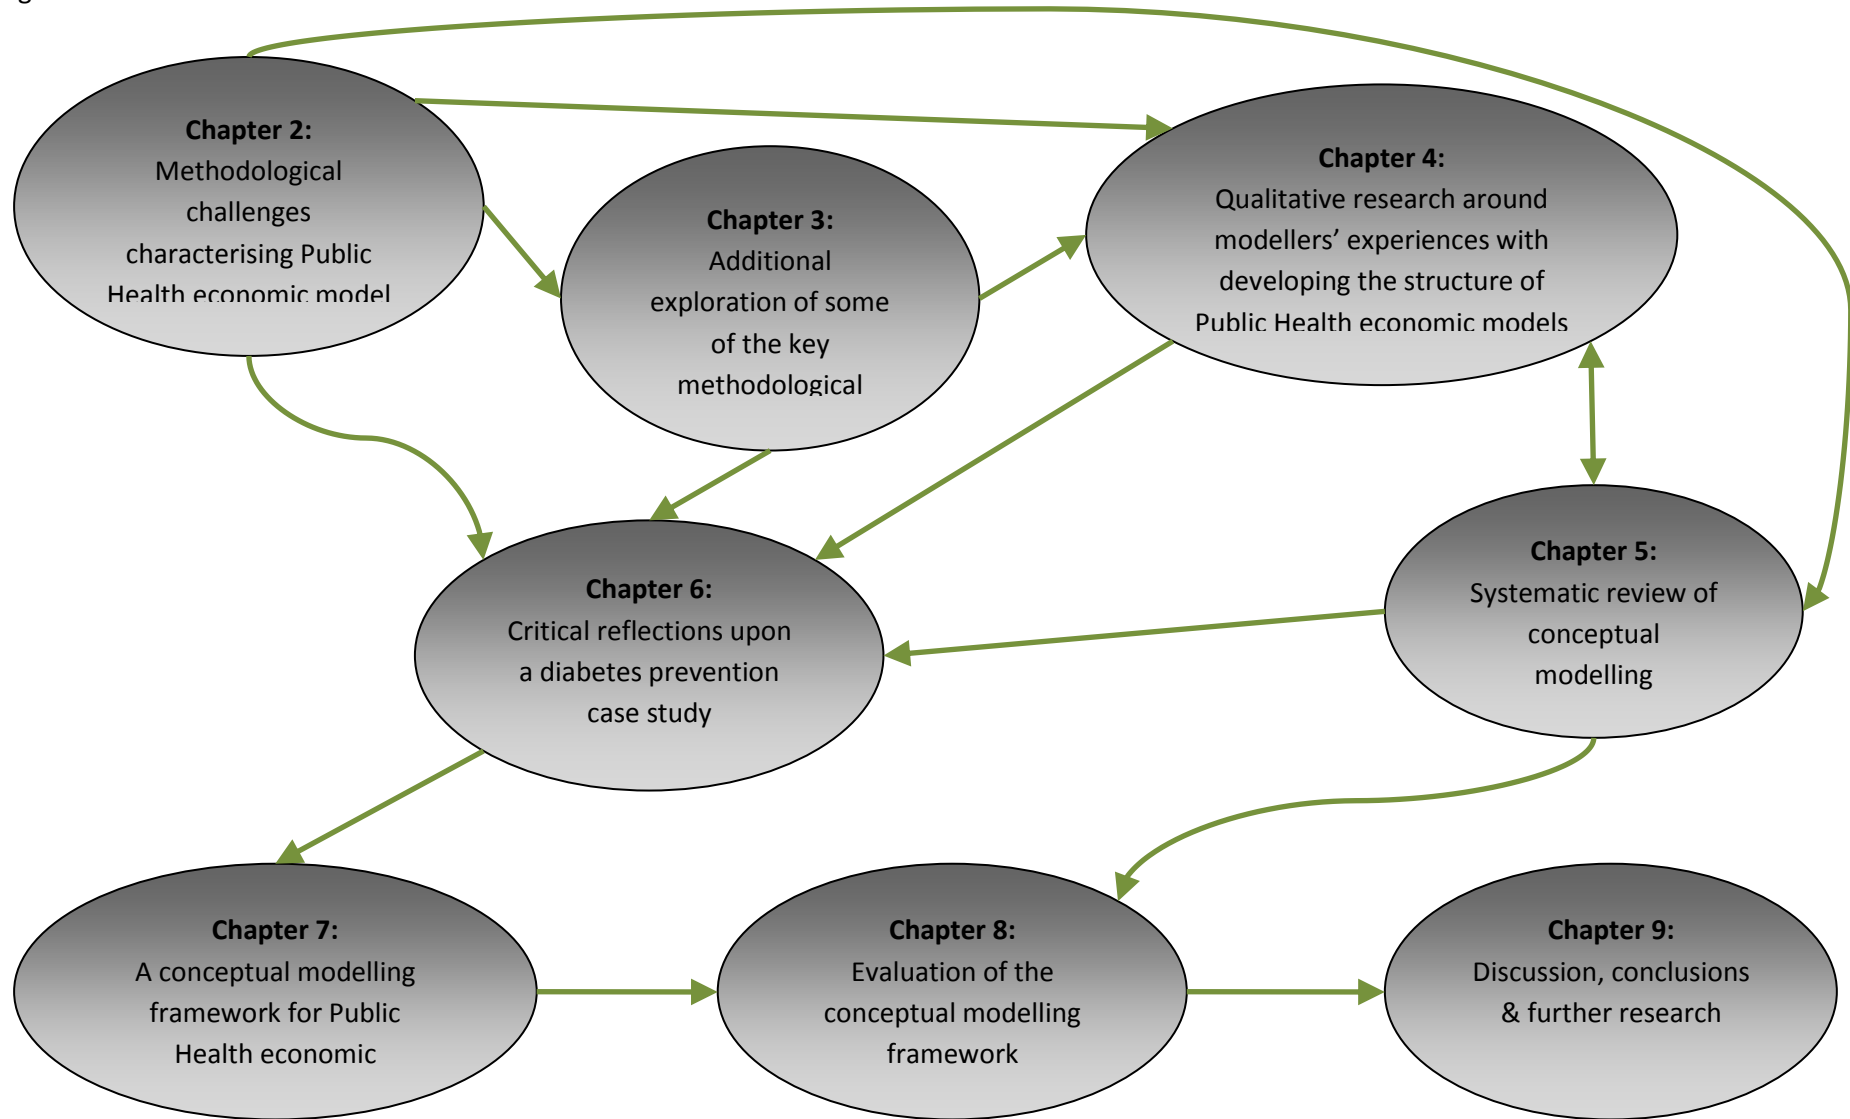 Chapter 2:
Methodological
challenges
characterising Public
Health economic model
Chapter 3:
Additional
exploration of some
of the key
methodological
Chapter 4:
Qualitative research around
modellers’ experiences with
developing the structure of
Public Health economic models
Chapter 5:
Systematic review of
conceptual
modelling
Chapter 6:
Critical reflections upon
a diabetes prevention
case study
Chapter 7:
A conceptual modelling
framework for Public
Health economic
Chapter 8:
Evaluation of the
conceptual modelling
framework
Chapter 9:
Discussion, conclusions
& further research